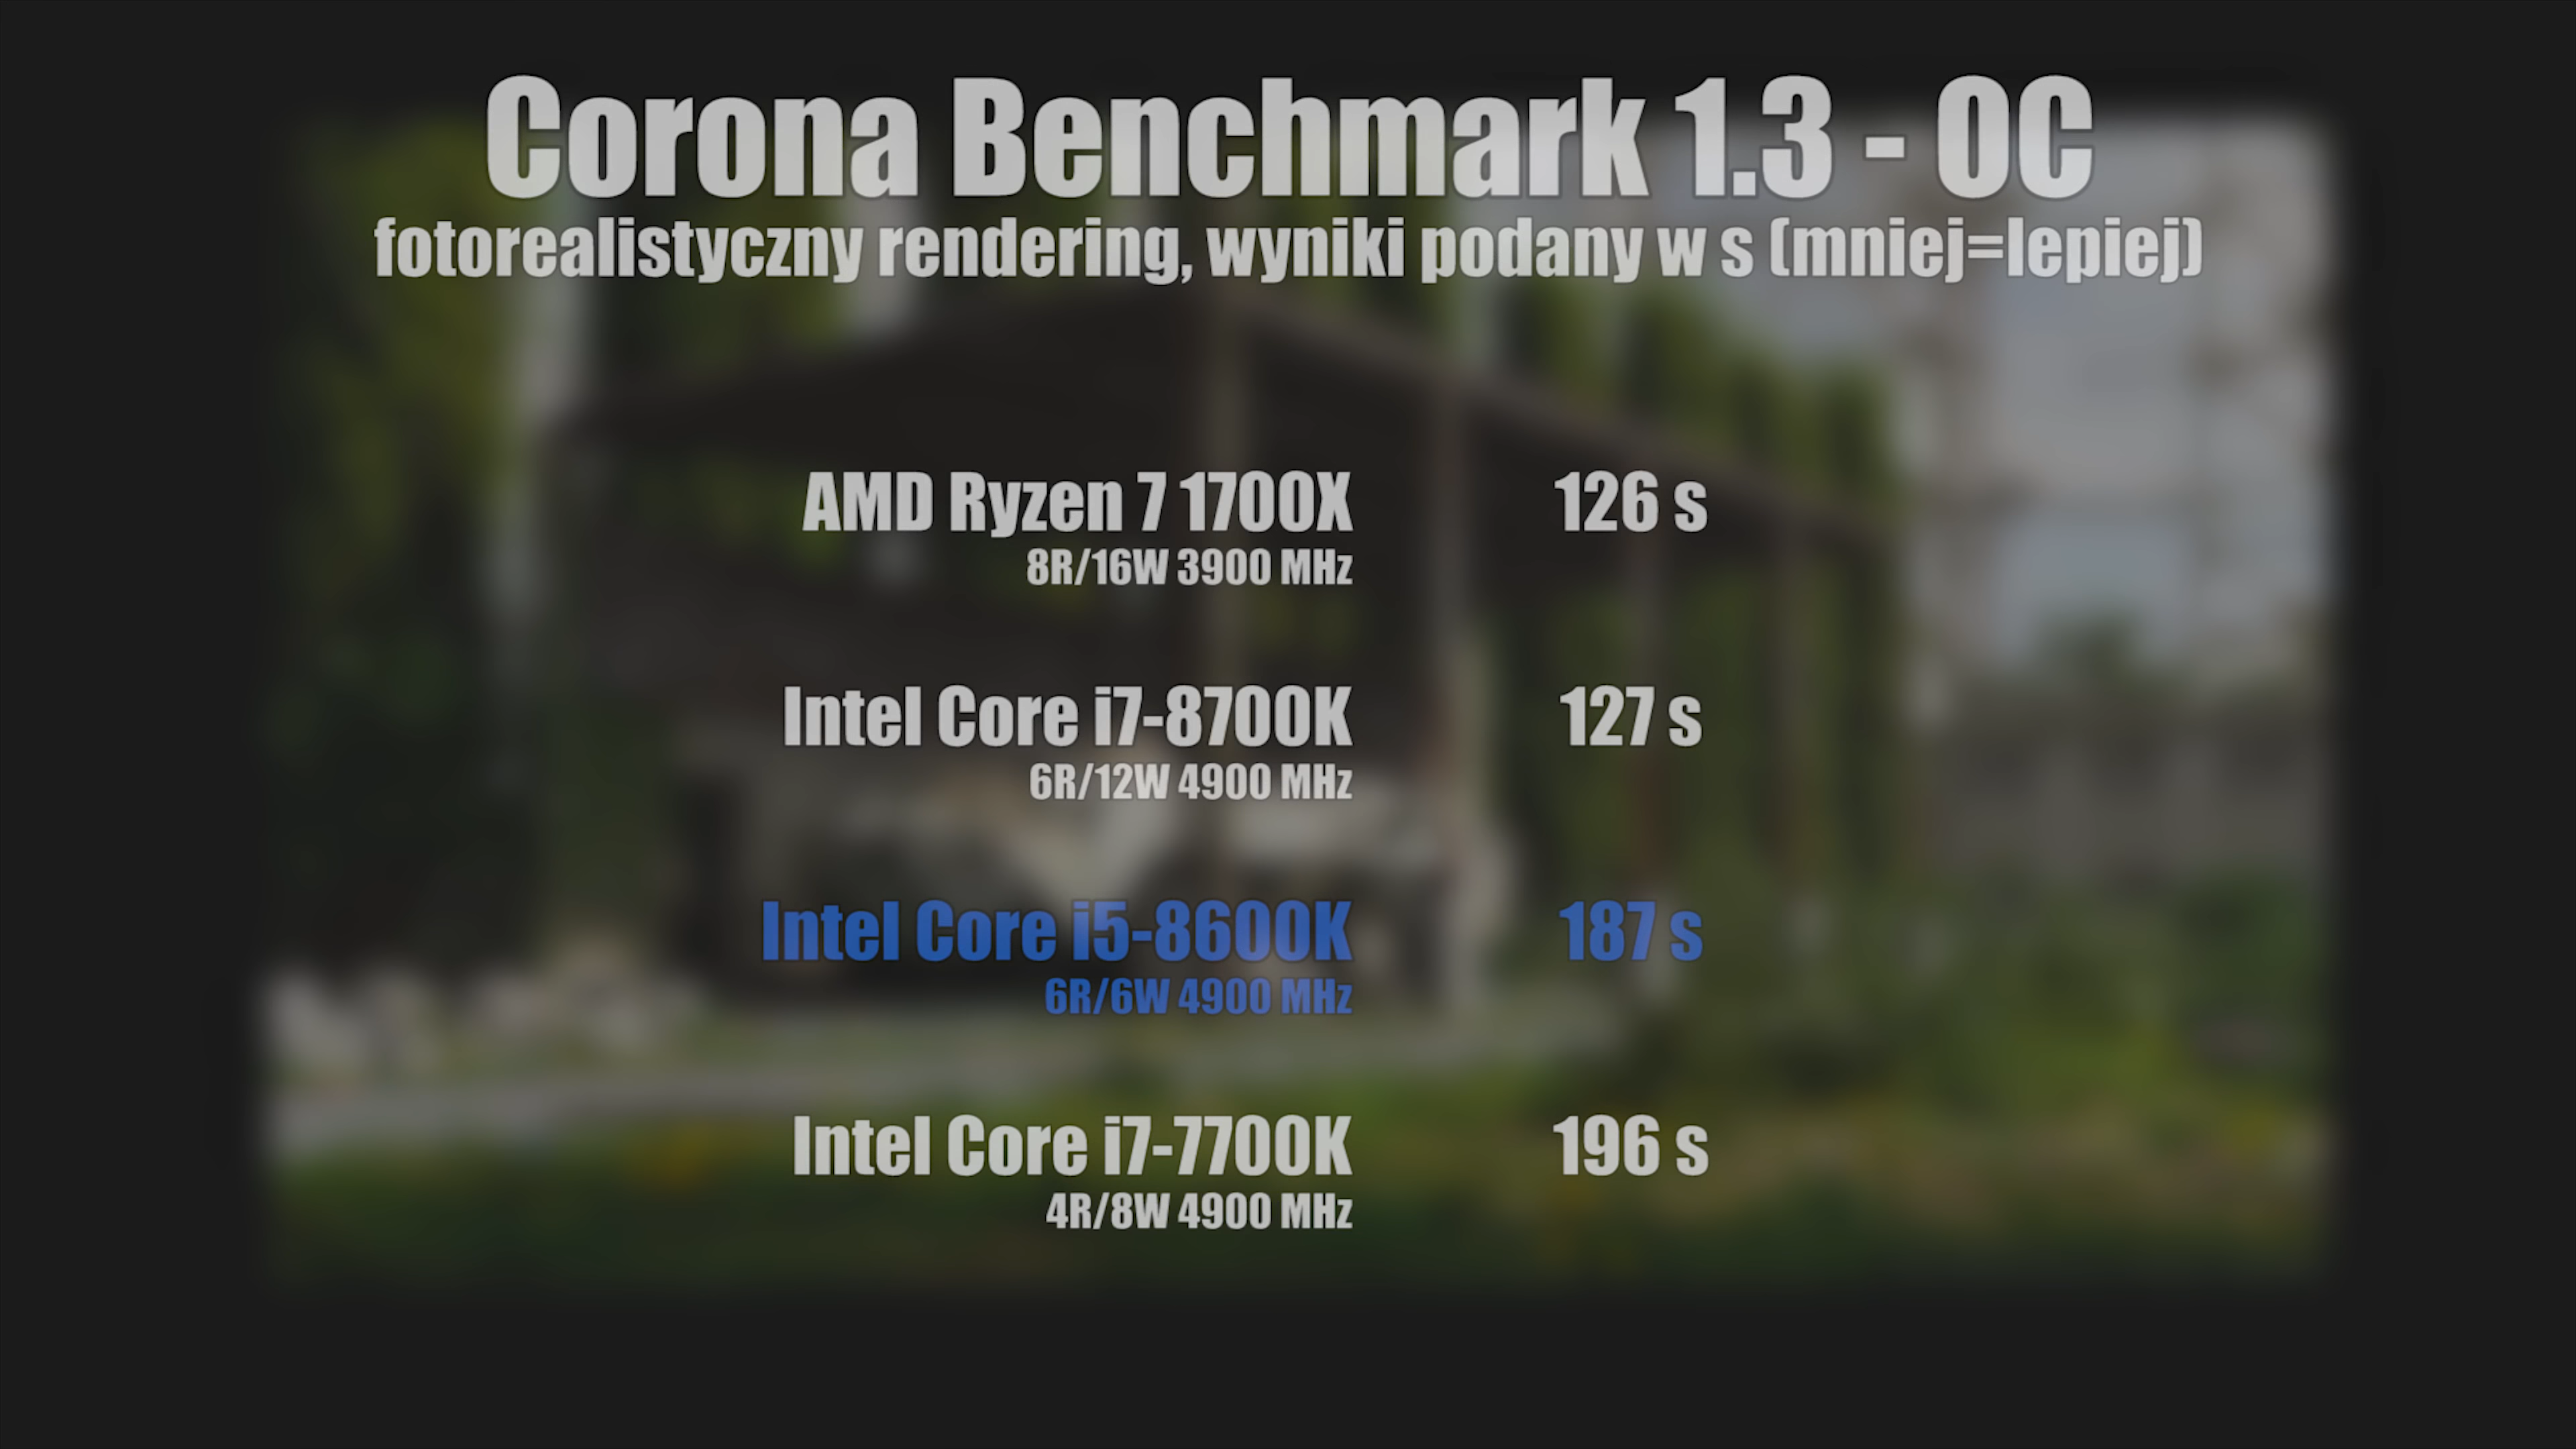 Corona Benchmark 1.3 - OC
fotorealistyczny rendering, wyniki podany w s (mniej=lepiej)
AMD Ryzen 7 1700X 126 s
8R/16W 3900 MHz
Intel Core i7-8700K 127 s
6R/12W 4900 MHz
Intel Core i5-8600K 187 s
6R/6W 4900 MHz
Intel Core i7-7700K 196 s
4R/8W 4900 MHz